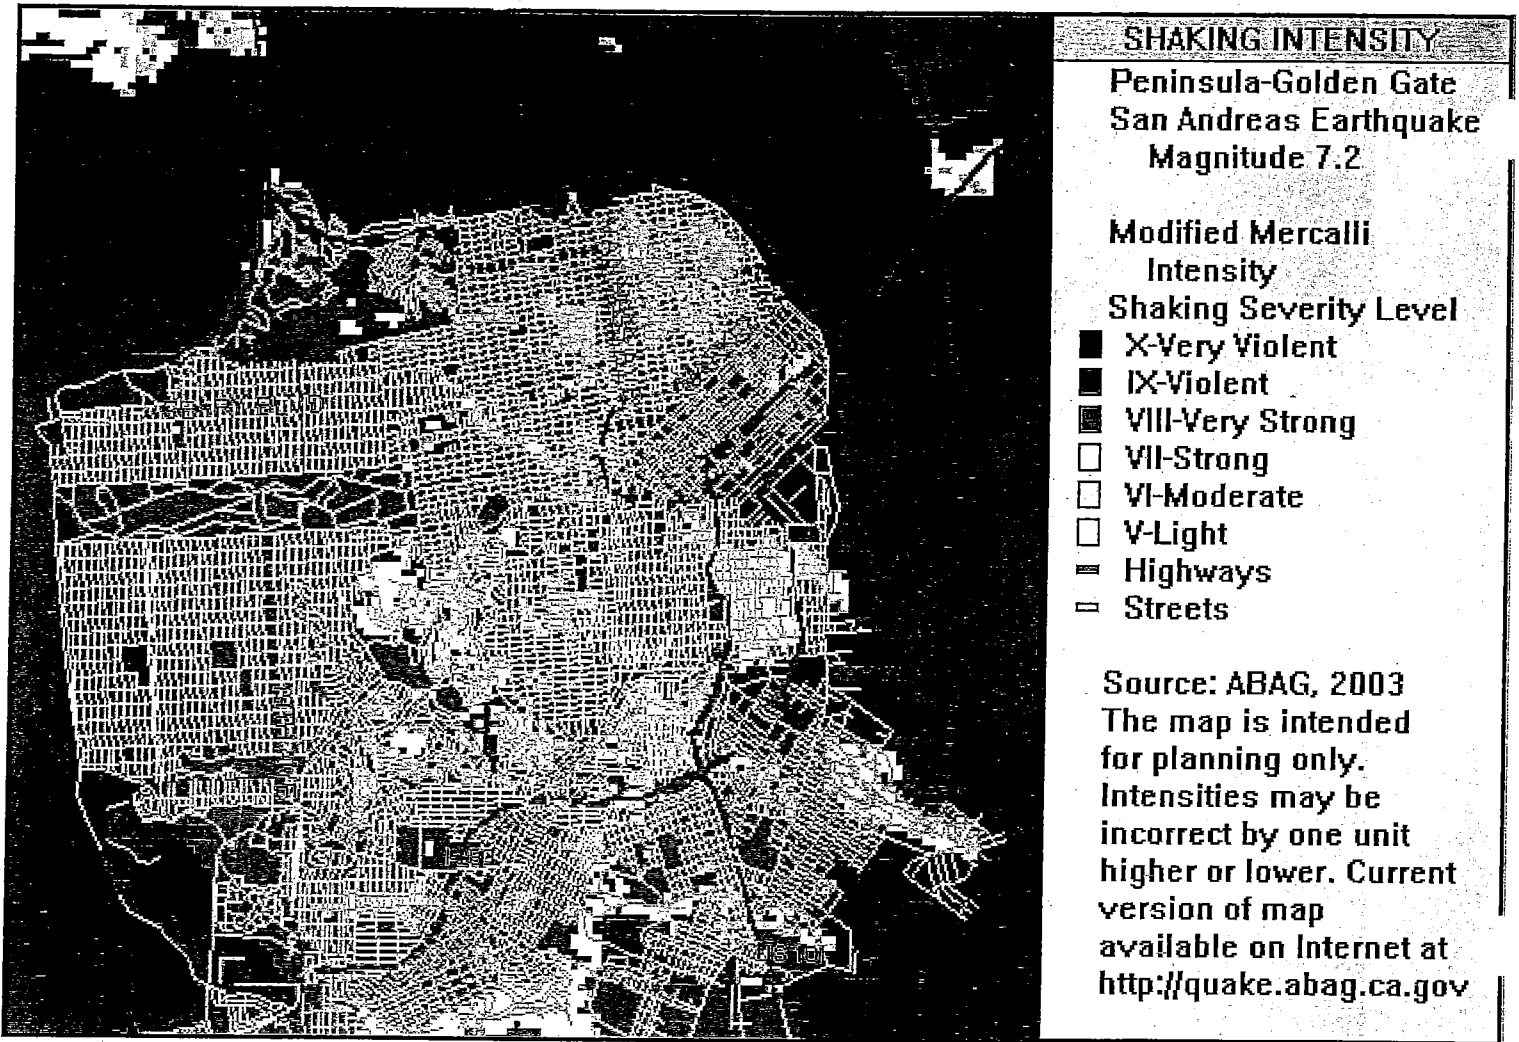 SHAKING INTENSITY
Peninsula-Golden Gate
San Andreas Earthquake
Magnitude 7.2
Modified Mercalli
Intensity
Shaking Severity Level
X-Very Violent
IX-Violent
VIII-Very Strong
VII-Strong
VI-Moderate
V-Light
Highways
Streets
Source: ABAG, 2003
The map is intended
for planning only.
Intensities may be
incorrect by one unit
higher or lower. Current
version of map
available on Internet at
http://quake.abag.ca.gov